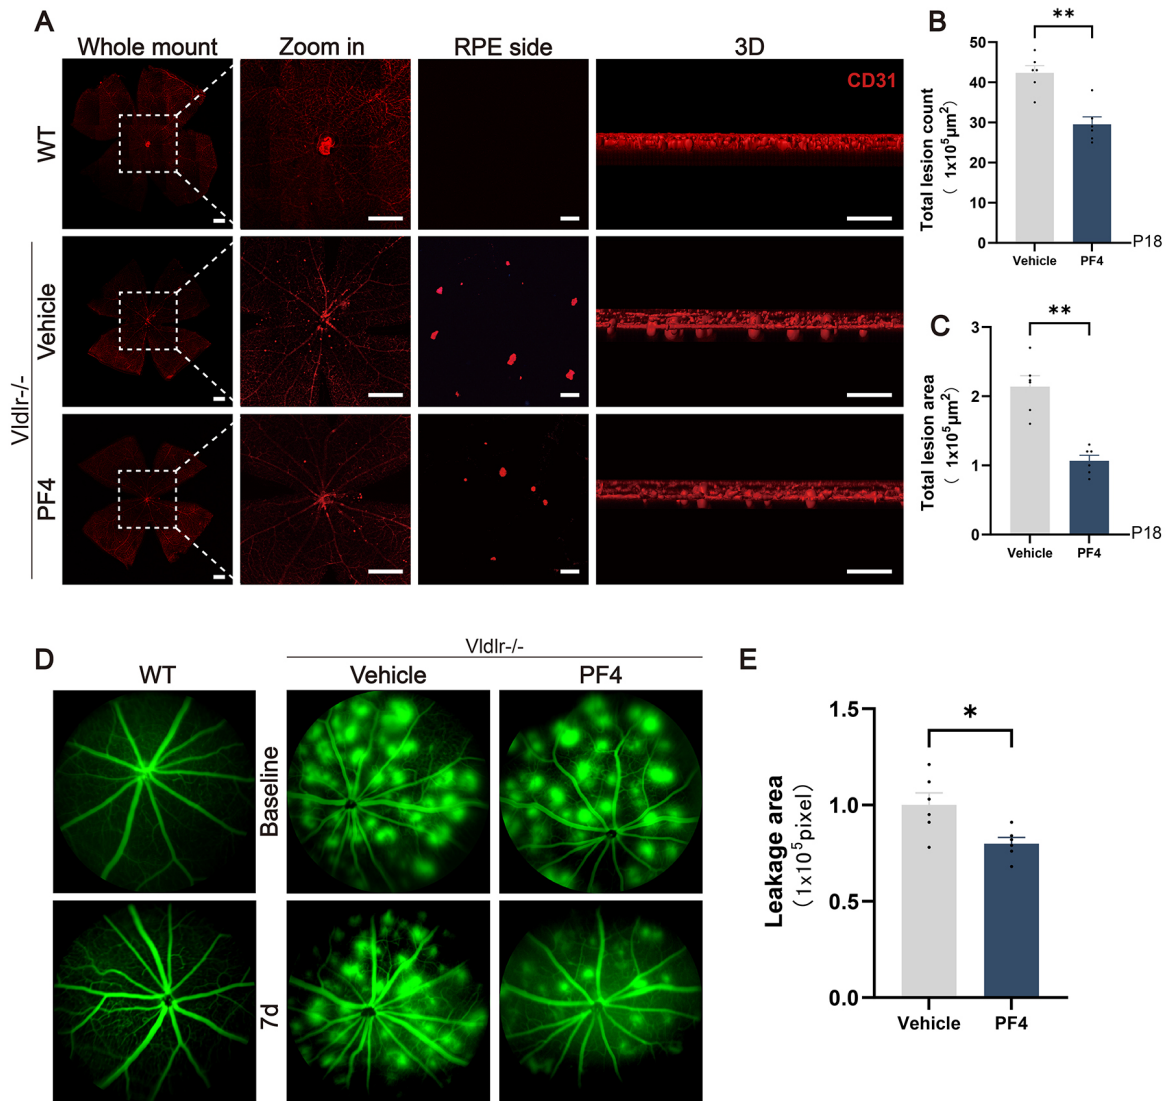 A
Whole mount
Zoom in
RPE side
3D
WT
CD31
Vldlr-/-
Vehicle
PF4
B
Total lesion count
( 1x10⁵μm²)
50
40
30
20
10
0
**
Vehicle
PF4
P18
C
Total lesion area
( 1x10⁵μm²)
3
2
1
0
**
Vehicle
PF4
P18
D
Vldlr-/-
WT
Vehicle
PF4
Baseline
7d
E
Leakage area
(1x10⁵pixel)
1.5
1.0
0.5
0.0
*
Vehicle
PF4